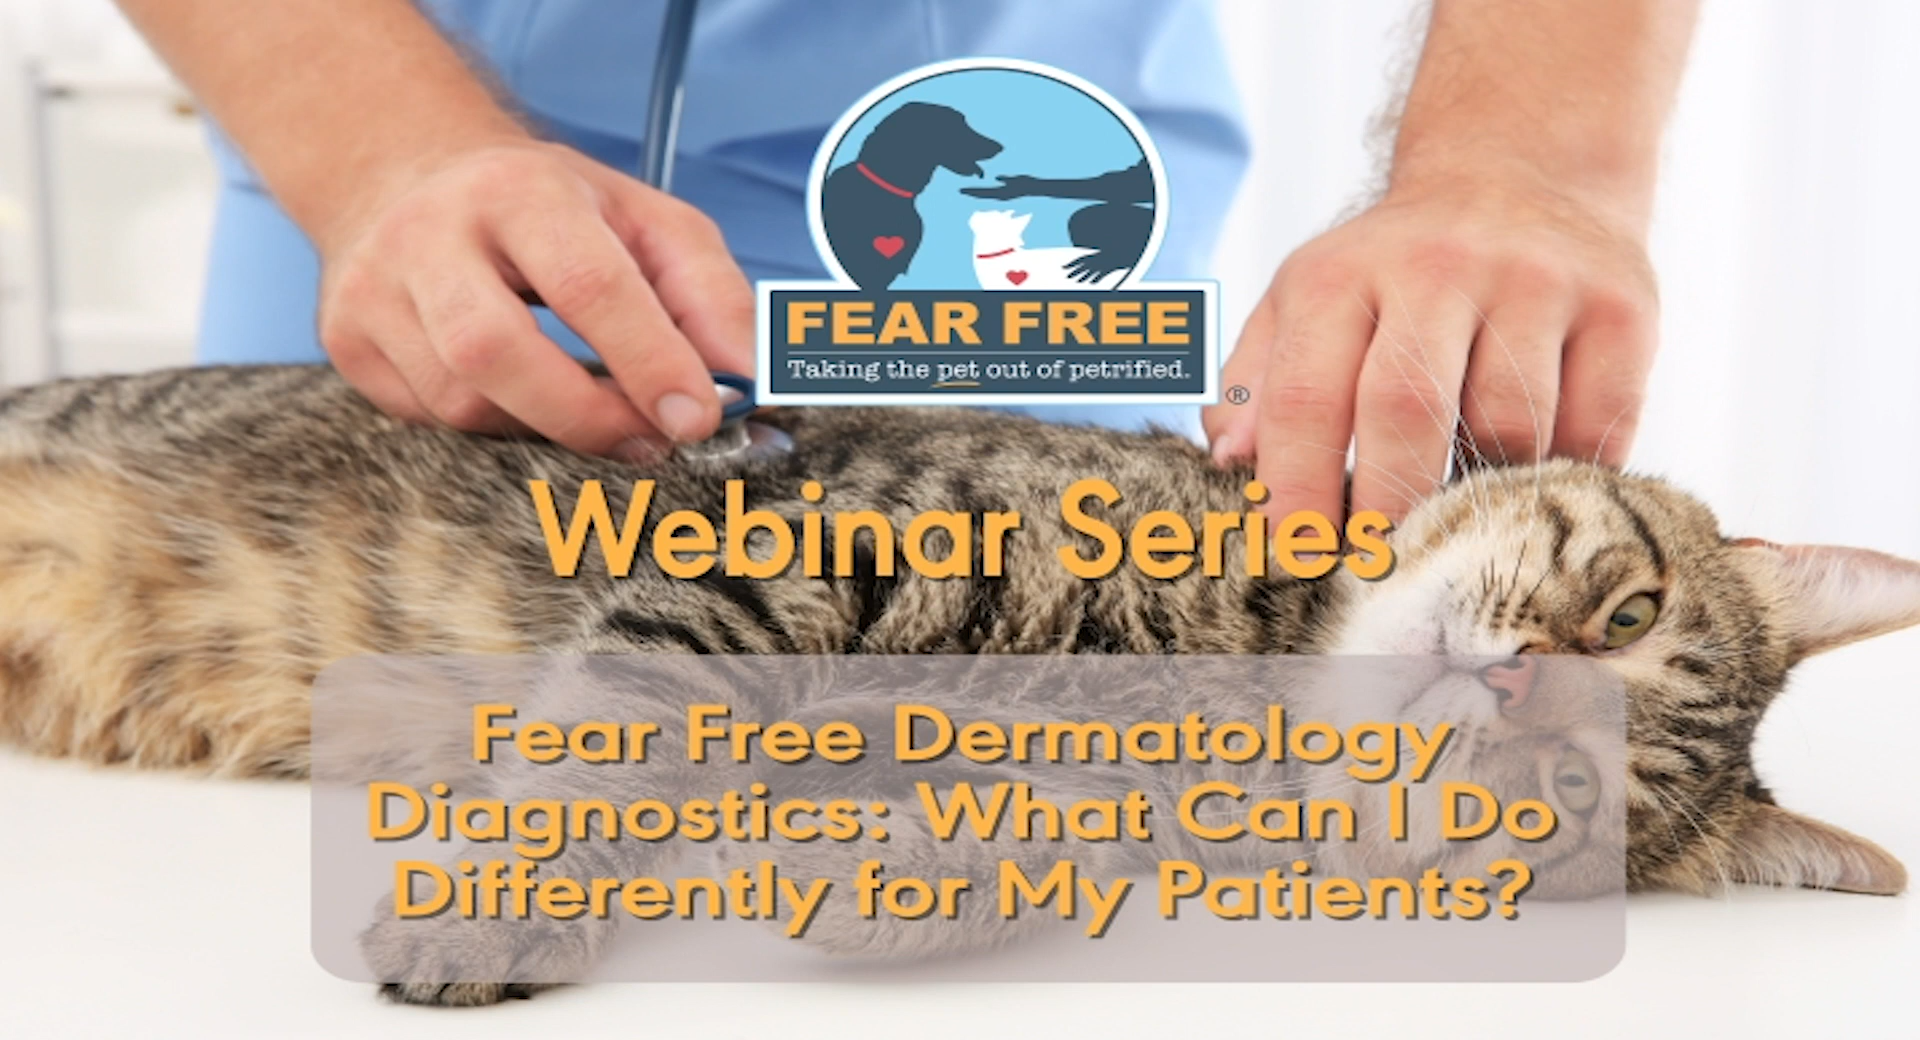 FEAR FREE
Taking the pet out of petrified.
®
Webinar Series
Fear Free Dermatology
Diagnostics: What Can I Do
Differently for My Patients?